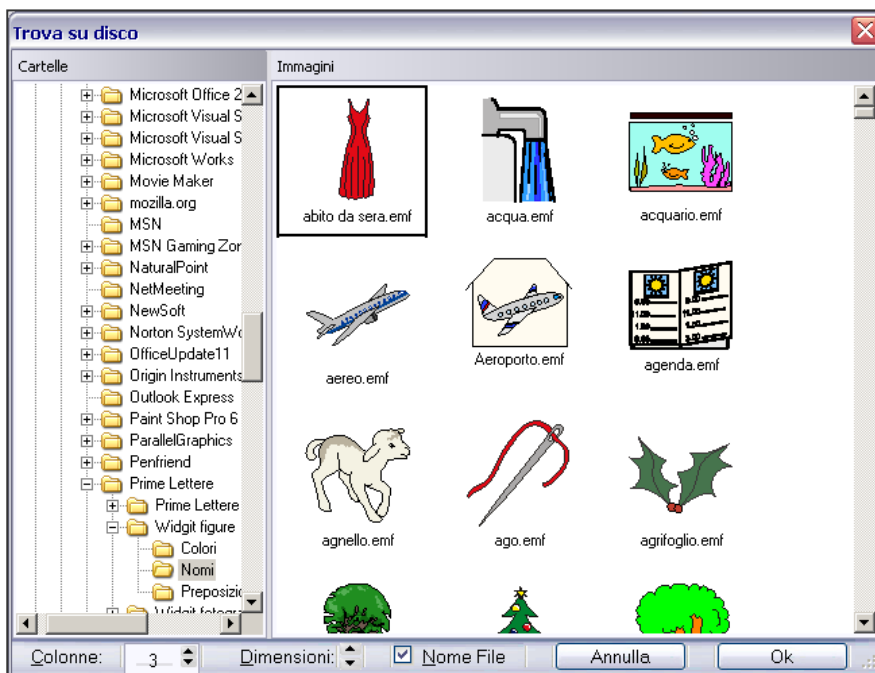 Trova su disco
Cartelle
Immagini
Microsoft Office 2
Microsoft Visual S
Microsoft Visual S
Microsoft Works
Movie Maker
mozilla.org
MSN
MSN Gaming Zor
NaturalPoint
NetMeeting
NewSoft
Norton SystemWo
OfficeUpdate11
Origin Instruments
Outlook Express
Paint Shop Pro 6
ParallelGraphics
Penfriend
Prime Lettere
Prime Lettere
Widgit figure
Colori
Nomi
Preposizio
abito da sera.emf
acqua.emf
acquario.emf
aereo.emf
Aeroporto.emf
agenda.emf
agnello.emf
ago.emf
agrifoglio.emf
Colonne: 3 Dimensioni: Nome File Annulla Ok